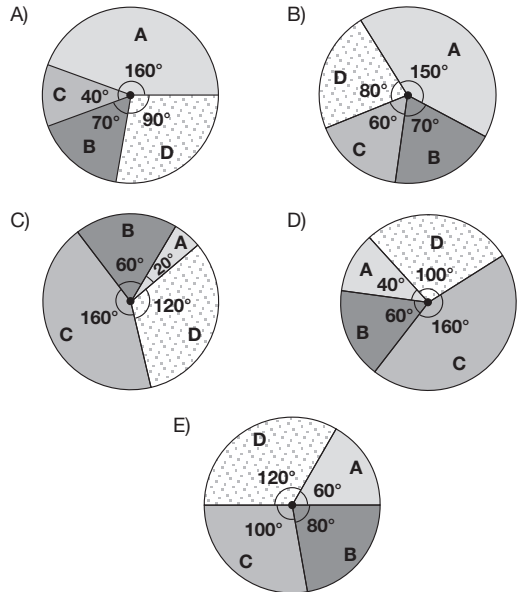 A)
A
160°
C 40°
70° 90°
B
D
B)
A
D 150°
80°
60° 70°
C B
C)
B
A
60° 20°
160° 120°
C D
D)
D
A 100°
40°
60°
B 160°
C
E)
D
A
120°
60°
100° 80°
C B